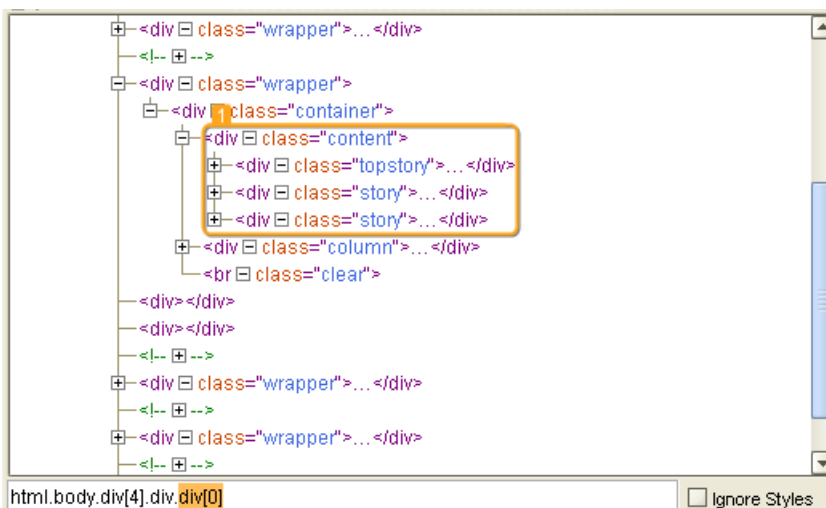 <div class="wrapper">...</div>
<!-- -->
<div class="wrapper">
<div class="container">
1
<div class="content">
<div class="topstory">...</div>
<div class="story">...</div>
<div class="story">...</div>
<div class="column">...</div>
<br class="clear">
<div></div>
<div></div>
<!-- -->
<div class="wrapper">...</div>
<!-- -->
<div class="wrapper">...</div>
<!-- -->
html.body.div[4].div.div[0] Ignore Styles